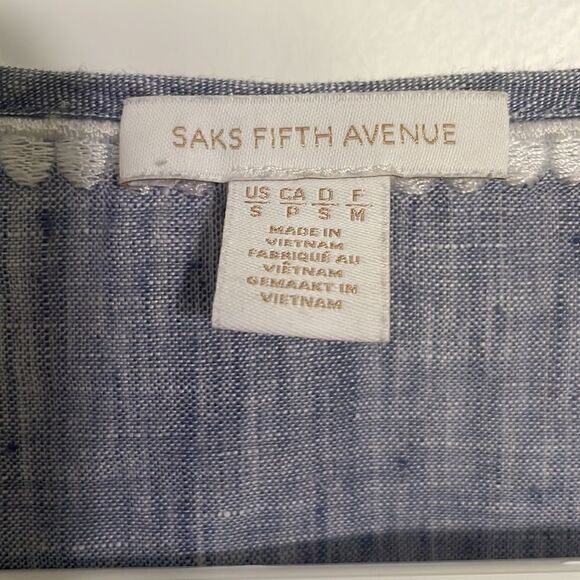 SAKS FIFTH AVENUE
US CA D F
S P S M
MADE IN
VIETNAM
FABRIQUÉ AU
VIÊTNAM
GEMAAKT IN
VIETNAM